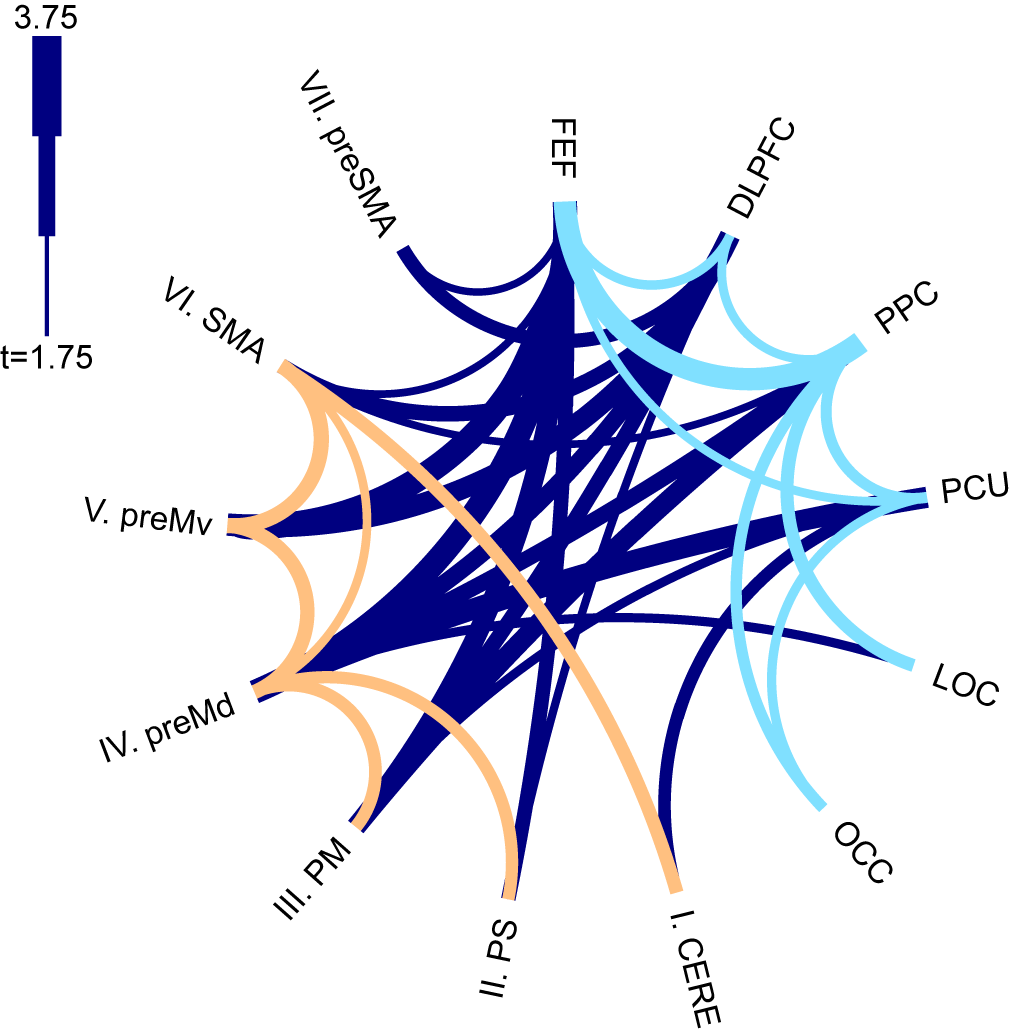 3.75
t=1.75
VII. preSMA
FEF
DLPFC
PPC
PCU
LOC
OCC
I. CERE
II. PS
III. PM
IV. preMd
V. preMv
VI. SMA